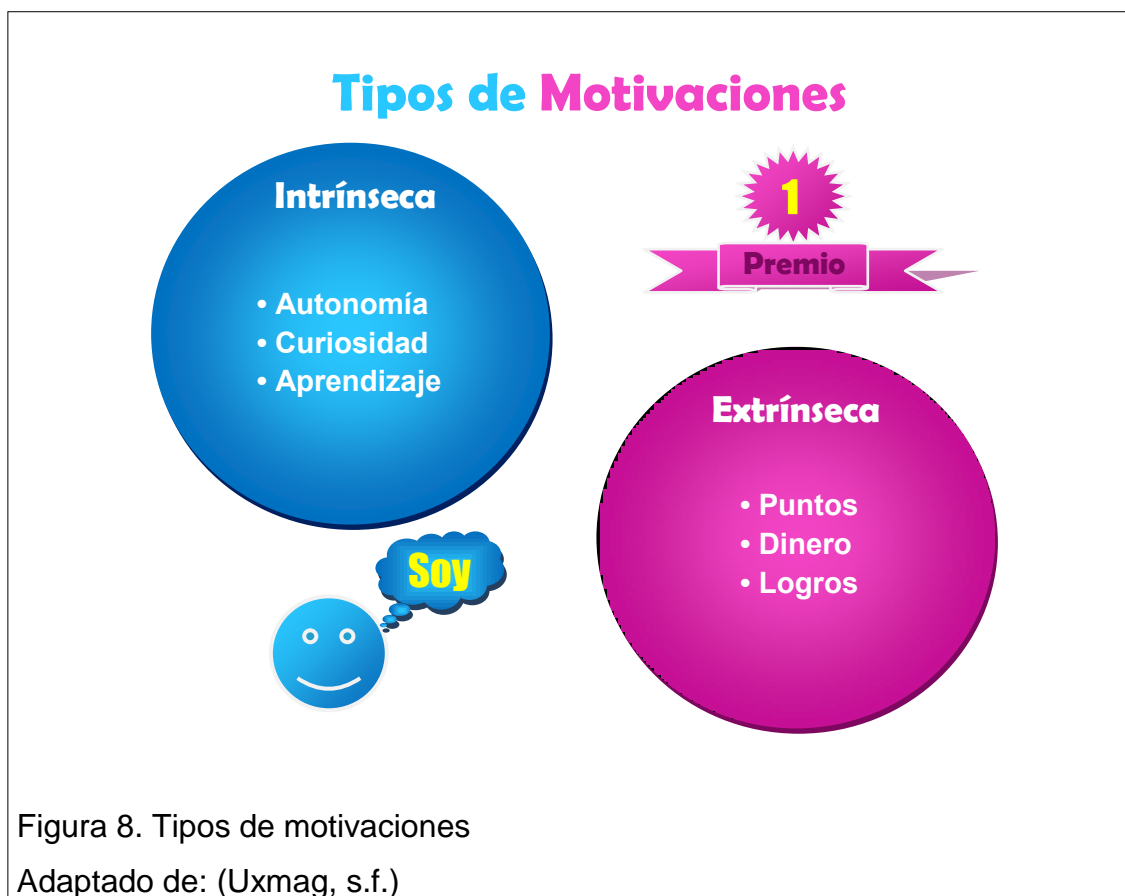 Tipos de Motivaciones
Intrínseca
• Autonomía
• Curiosidad
• Aprendizaje
1
Premio
Extrínseca
• Puntos
• Dinero
• Logros
Soy
Figura 8. Tipos de motivaciones
Adaptado de: (Uxmag, s.f.)